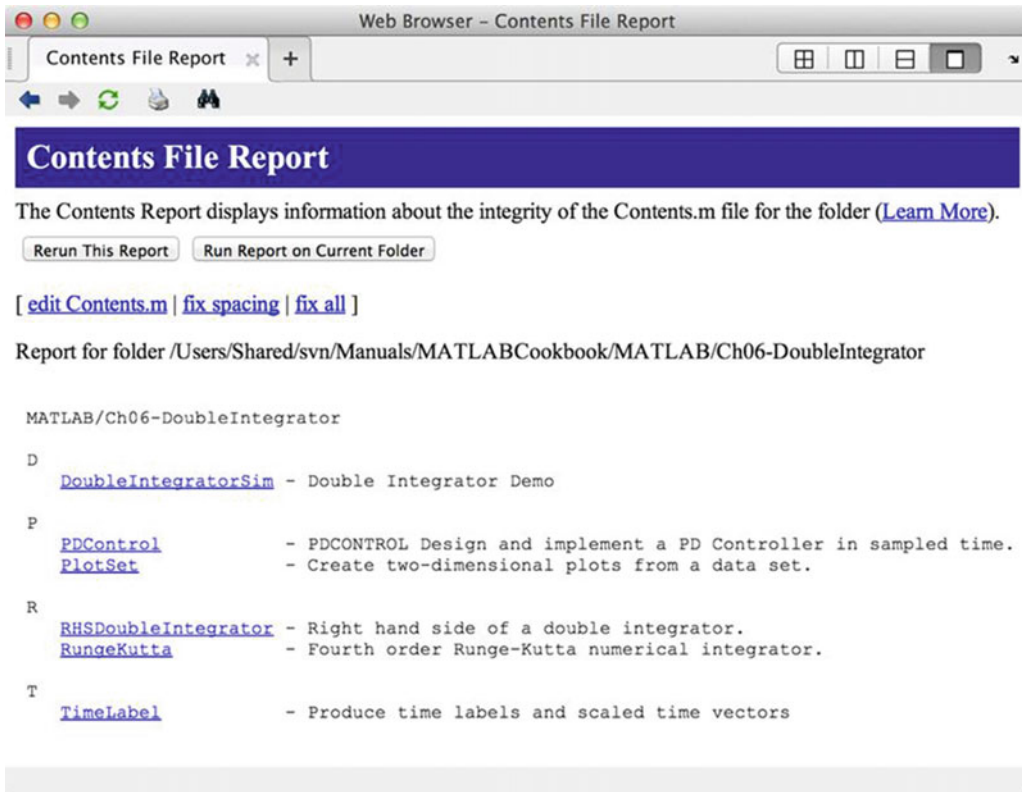 Web Browser – Contents File Report
Contents File Report
Contents File Report
The Contents Report displays information about the integrity of the Contents.m file for the folder (Learn More).
Rerun This Report Run Report on Current Folder
[ edit Contents.m | fix spacing | fix all ]
Report for folder /Users/Shared/svn/Manuals/MATLABCookbook/MATLAB/Ch06-DoubleIntegrator
MATLAB/Ch06-DoubleIntegrator
D
DoubleIntegratorSim - Double Integrator Demo
P
PDControl - PDCONTROL Design and implement a PD Controller in sampled time.
PlotSet - Create two-dimensional plots from a data set.
R
RHSDoubleIntegrator - Right hand side of a double integrator.
RungeKutta - Fourth order Runge-Kutta numerical integrator.
T
TimeLabel - Produce time labels and scaled time vectors